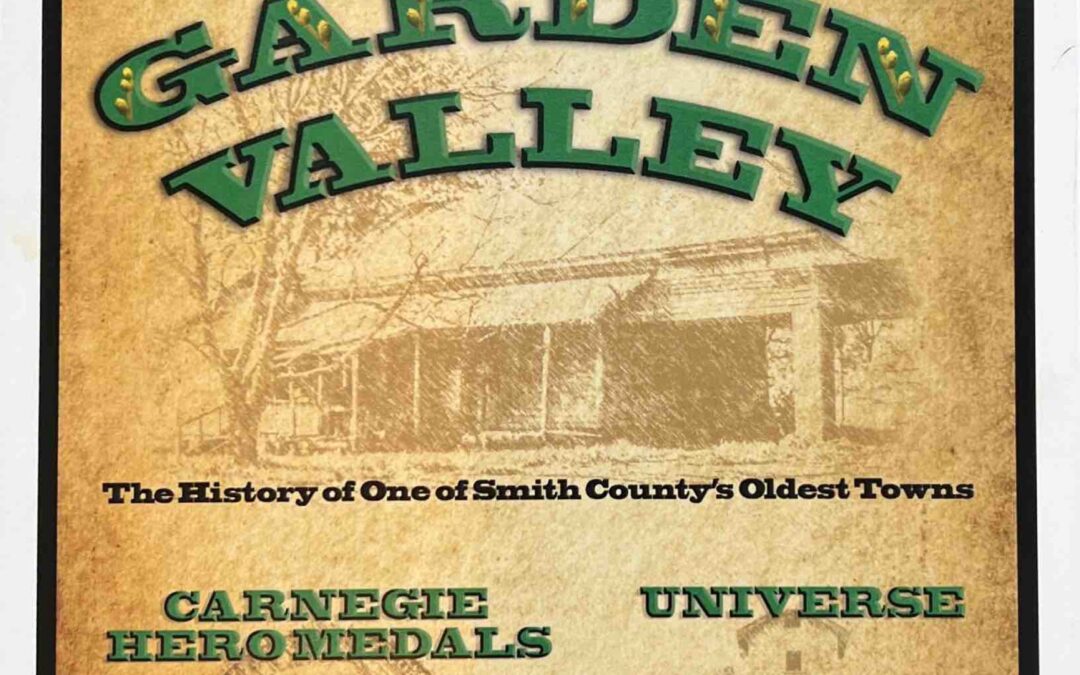 GARDEN
VALLEY
The History of One of Smith County's Oldest Towns
CARNEGIE
HERO MEDALS
UNIVERSE